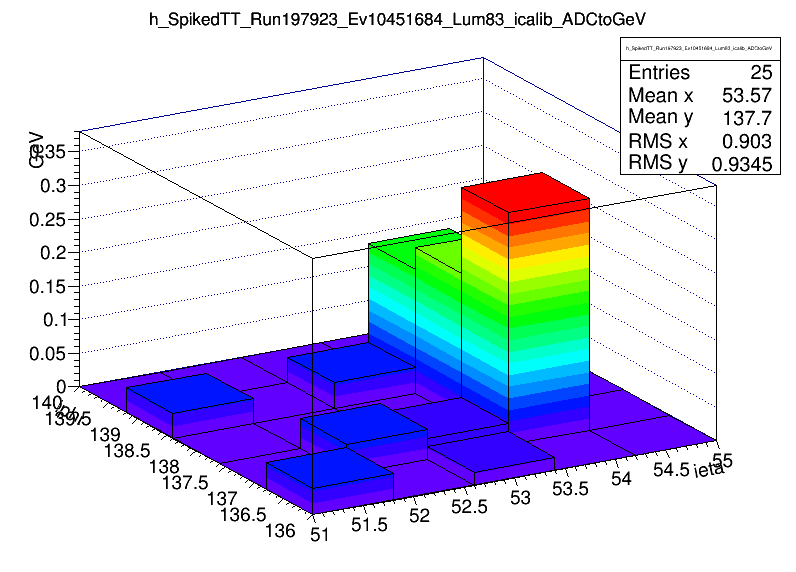 h_SpikedTT_Run197923_Ev10451684_Lum83_icalib_ADCtoGeV
h_SpikedTT_Run197923_Ev10451684_Lum83_icalib_ADCtoGeV
Entries 25
Mean x 53.57
Mean y 137.7
RMS x 0.903
RMS y 0.9345
GeV
0.35
0.3
0.25
0.2
0.15
0.1
0.05
0
140
139.5
139
138.5
138
137.5
137
136.5
136
51
51.5
52
52.5
53
53.5
54
54.5
55
ieta